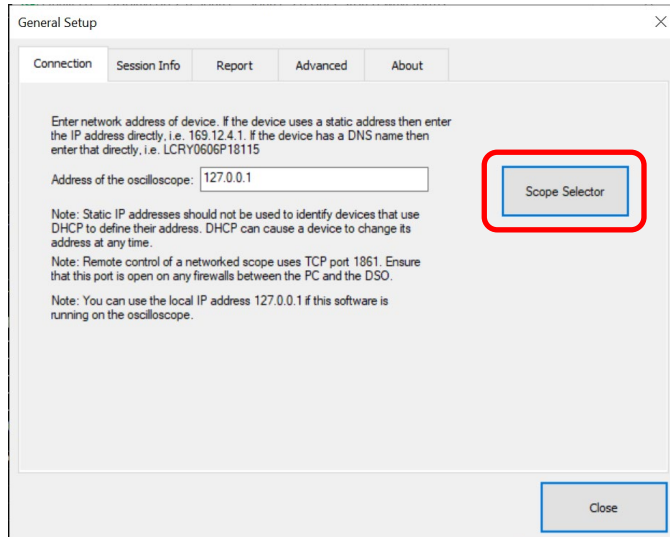 General Setup
Connection Session Info Report Advanced About
Enter network address of device. If the device uses a static address then enter
the IP address directly, i.e. 169.12.4.1. If the device has a DNS name then
enter that directly, i.e. LCRY0606P18115
Address of the oscilloscope: 127.0.0.1
Scope Selector
Note: Static IP addresses should not be used to identify devices that use
DHCP to define their address. DHCP can cause a device to change its
address at any time.
Note: Remote control of a networked scope uses TCP port 1861. Ensure
that this port is open on any firewalls between the PC and the DSO.
Note: You can use the local IP address 127.0.0.1 if this software is
running on the oscilloscope.
Close